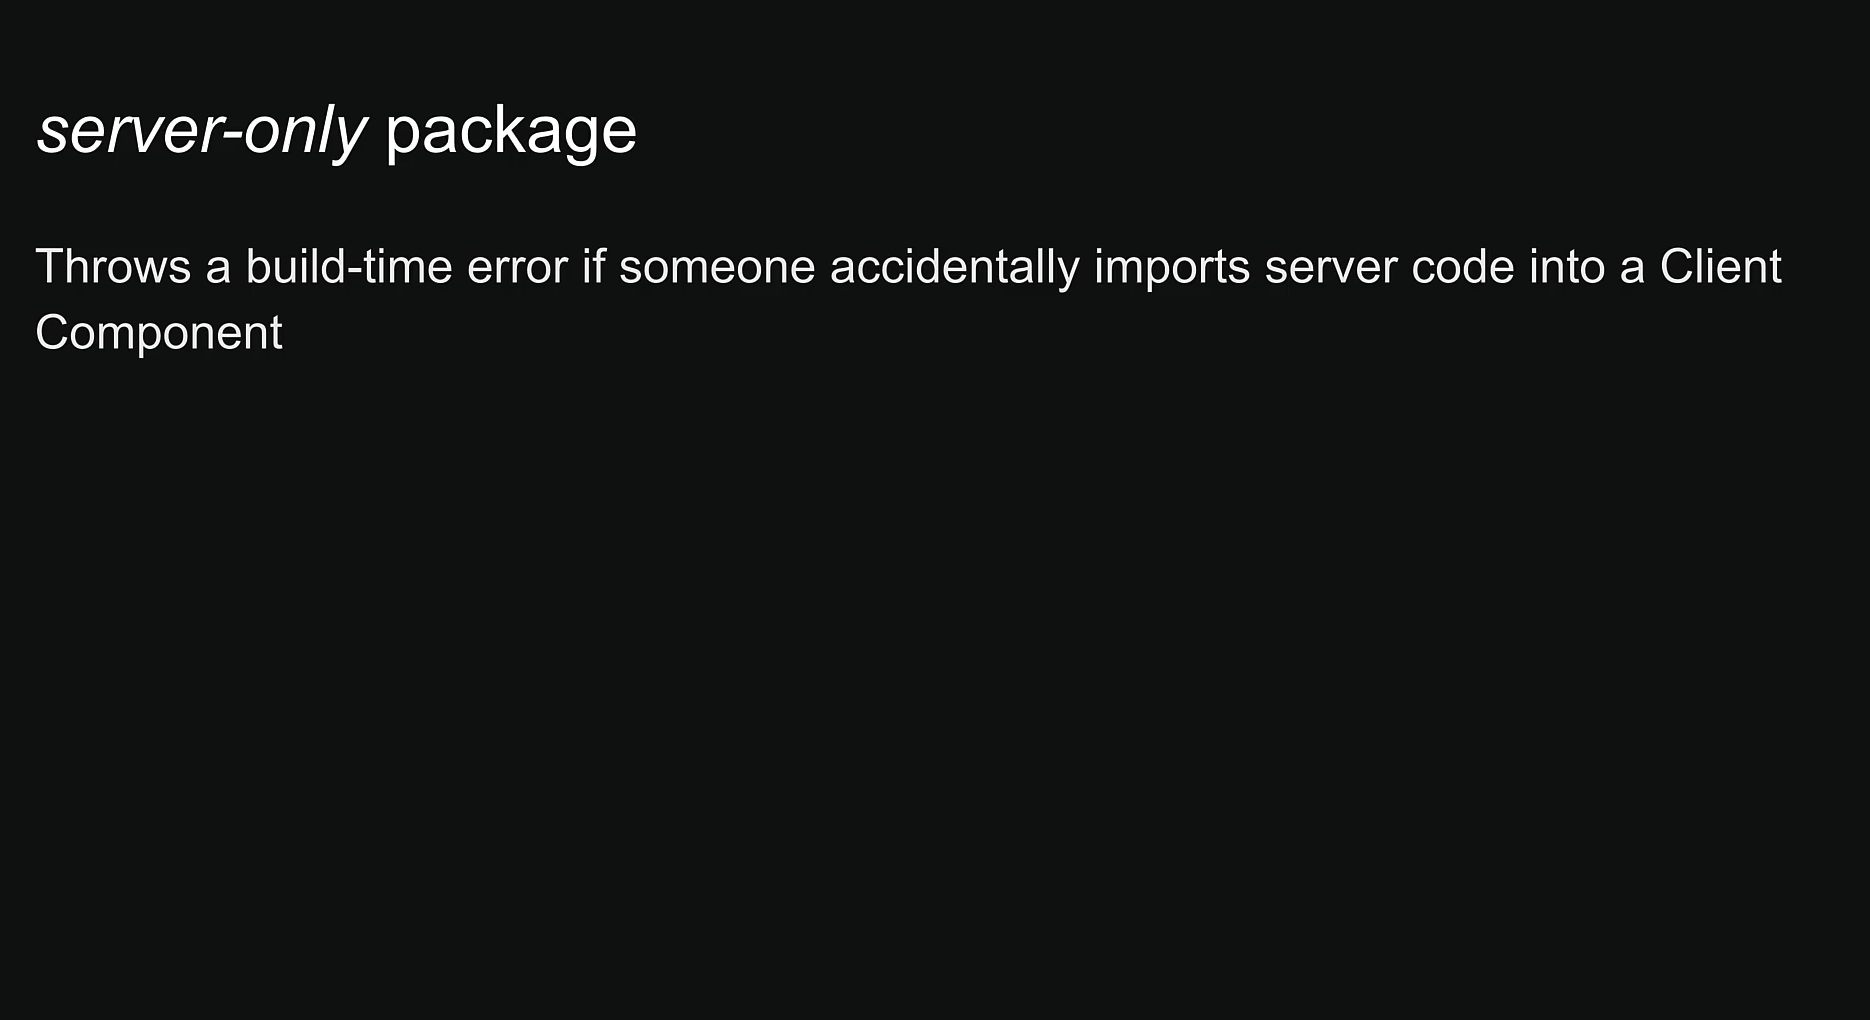 server-only package
Throws a build-time error if someone accidentally imports server code into a Client
Component